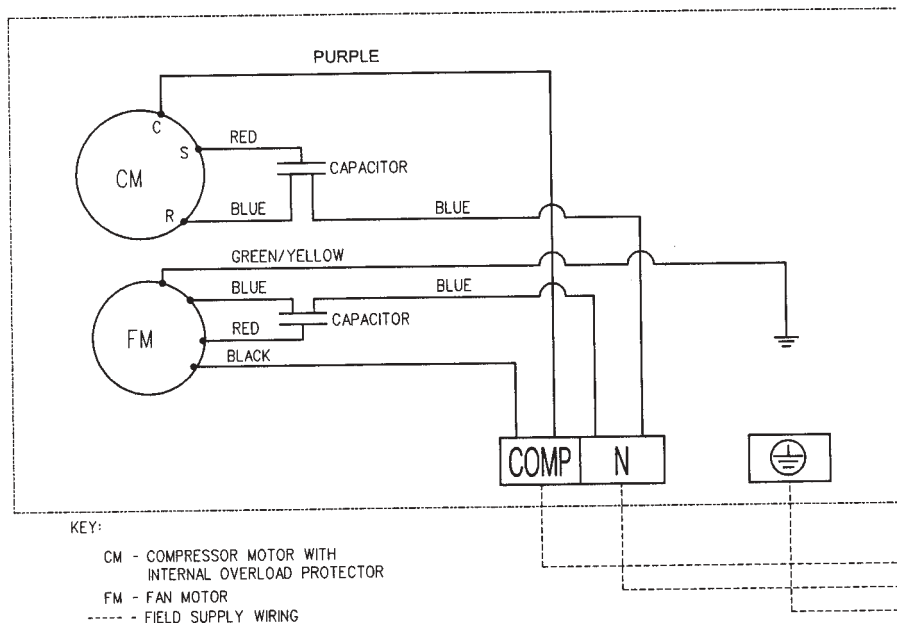 PURPLE
C
S
RED
CAPACITOR
CM
R
BLUE
BLUE
GREEN/YELLOW
BLUE
BLUE
CAPACITOR
FM
RED
BLACK
COMP
N
KEY:
CM - COMPRESSOR MOTOR WITH
INTERNAL OVERLOAD PROTECTOR
FM - FAN MOTOR
----- - FIELD SUPPLY WIRING